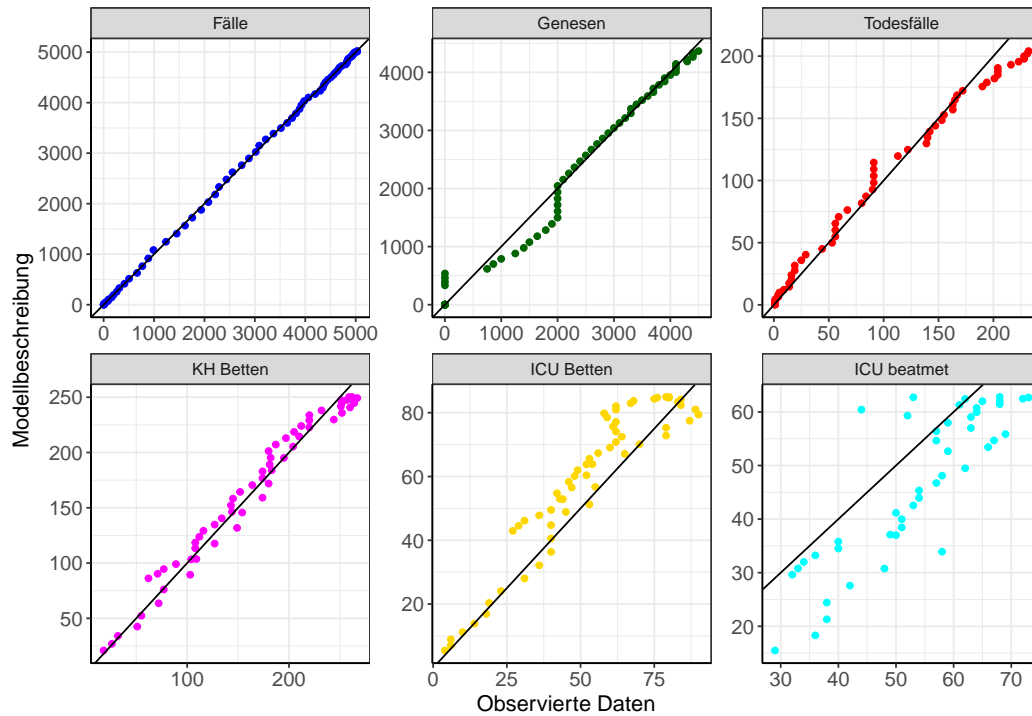 Fälle
Genesen
Todesfälle
5000
4000
3000
2000
1000
0
0 1000 2000 3000 4000 5000
4000
3000
2000
1000
0
0 1000 2000 3000 4000
200
150
100
50
0
0 50 100 150 200
KH Betten
ICU Betten
ICU beatmet
250
200
150
100
50
100 200
80
60
40
20
0 25 50 75
60
50
40
30
20
30 40 50 60 70
Modellbeschreibung
Observierte Daten